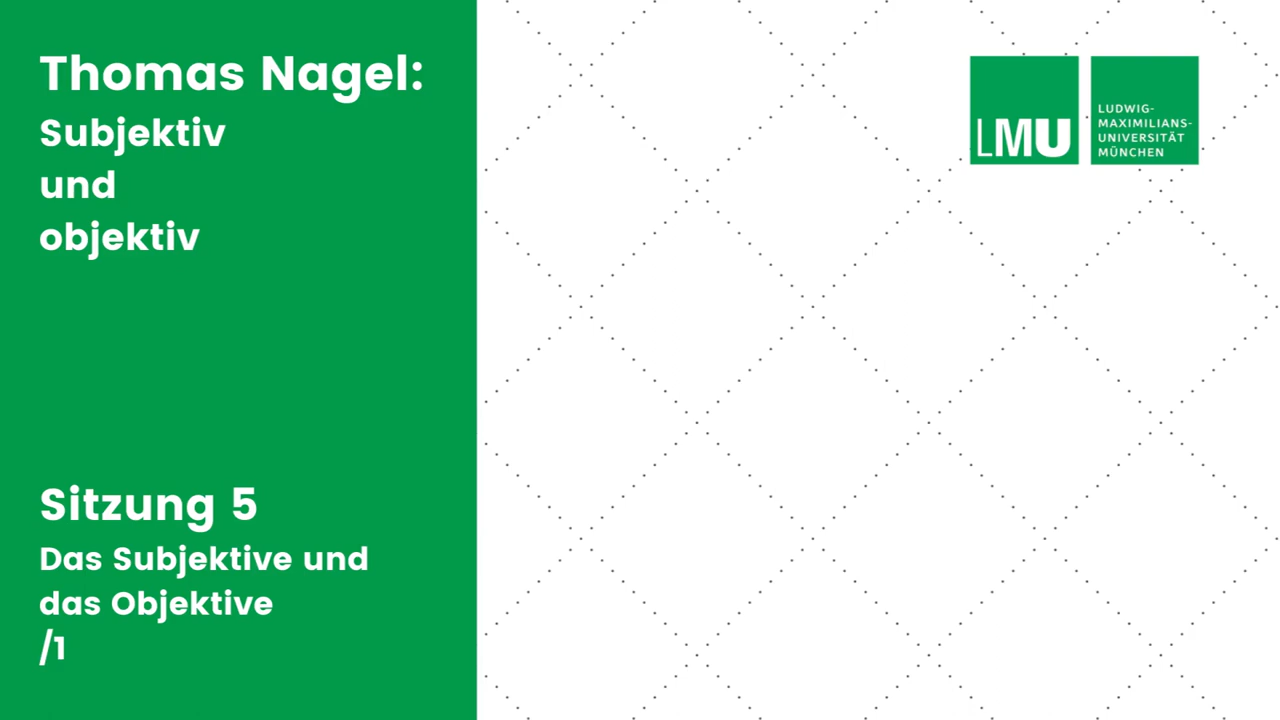 Thomas Nagel:
Subjektiv
und
objektiv
Sitzung 5
Das Subjektive und
das Objektive
/1
LMU
LUDWIG-
MAXIMILIANS-
UNIVERSITÄT
MÜNCHEN